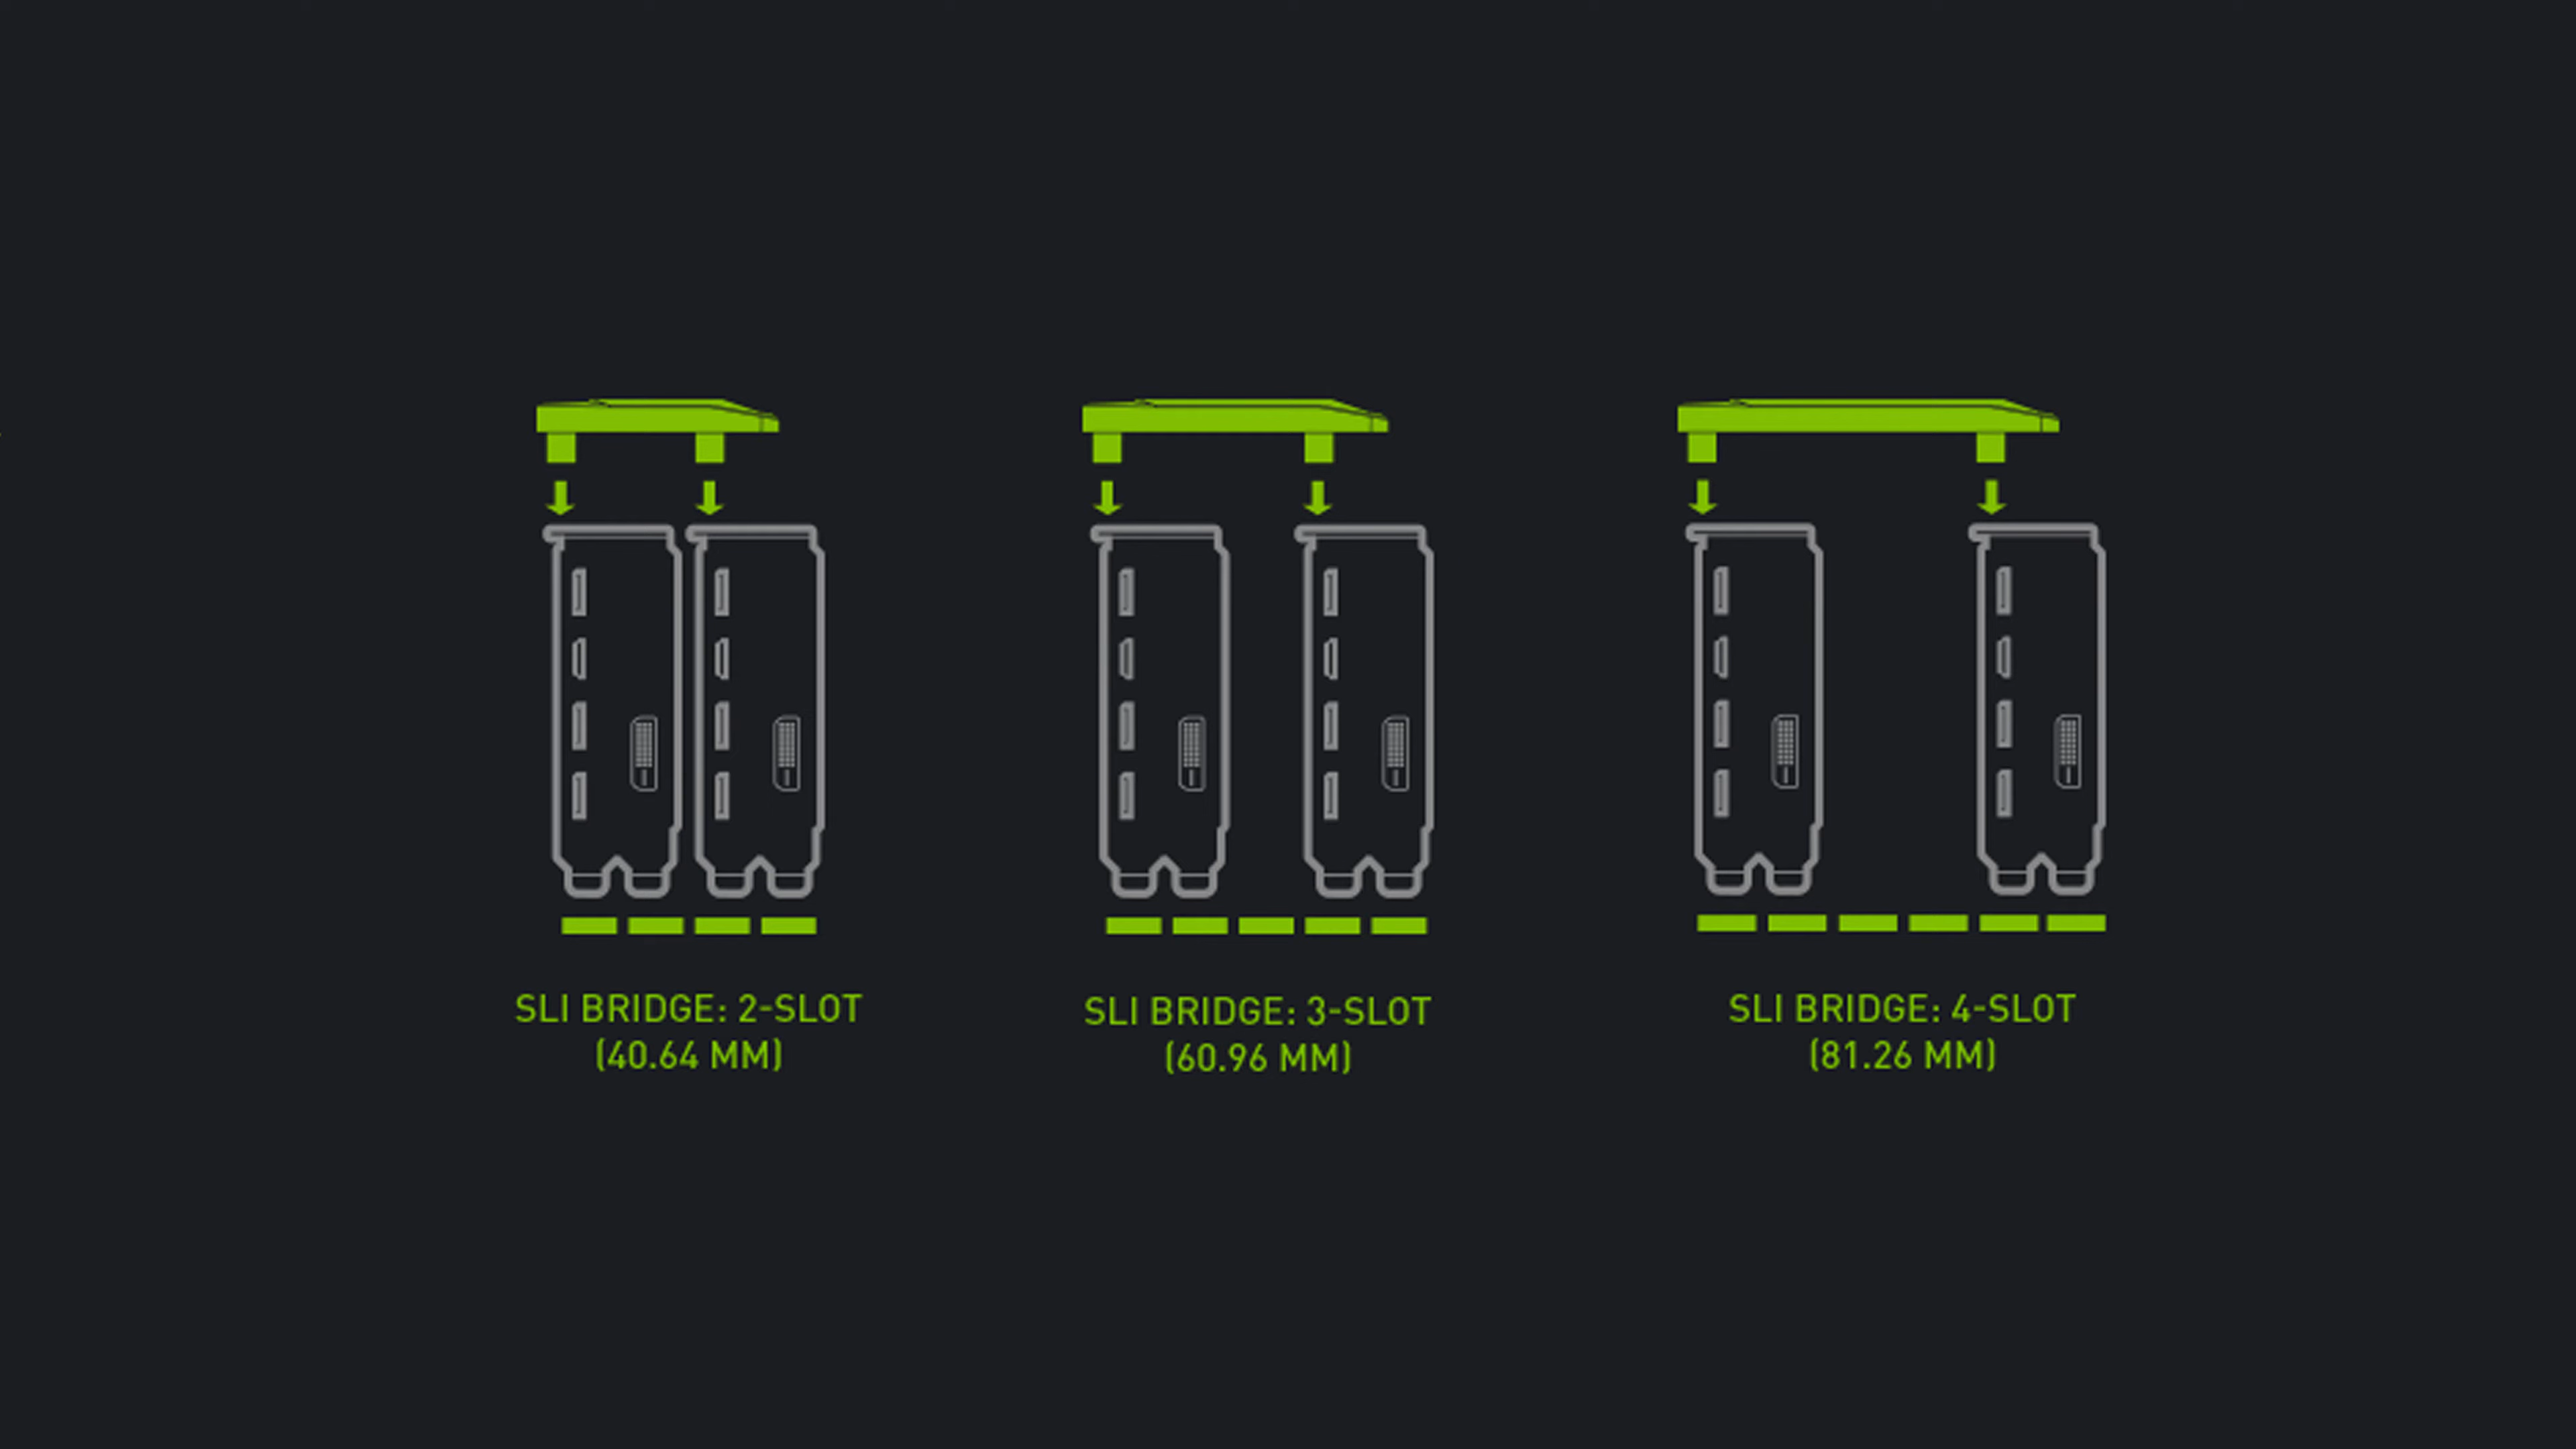 SLI BRIDGE: 2-SLOT
(40.64 MM)
SLI BRIDGE: 3-SLOT
(60.96 MM)
SLI BRIDGE: 4-SLOT
(81.26 MM)